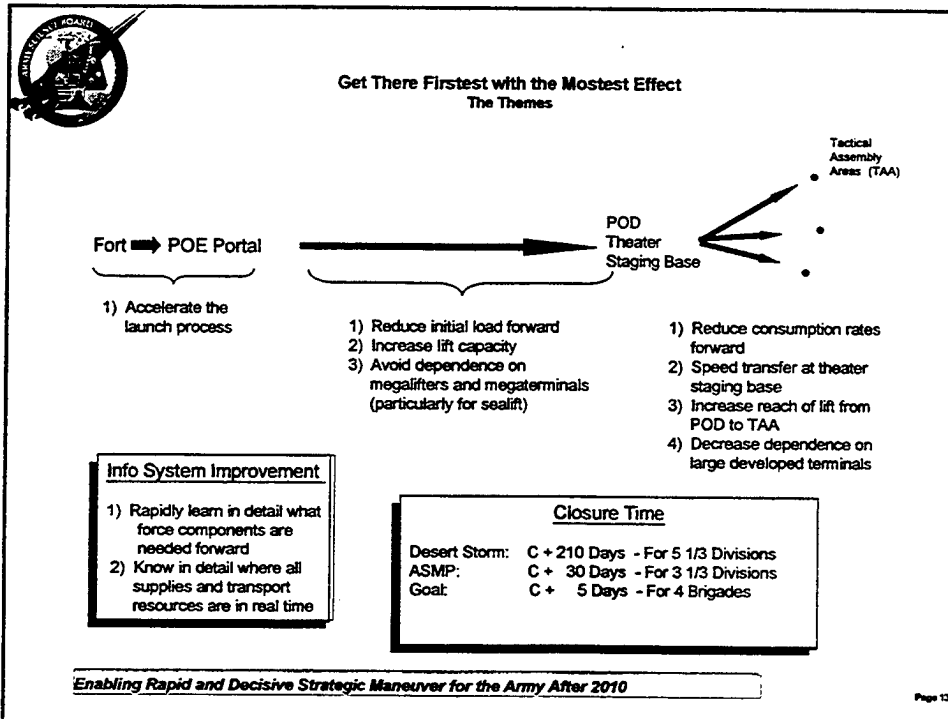 ARMY SCIENCE BOARD
Get There Firstest with the Mostest Effect
The Themes
Tactical
Assembly
Areas (TAA)
Fort POE Portal
POD
Theater
Staging Base
1) Accelerate the
launch process
1) Reduce initial load forward
2) Increase lift capacity
3) Avoid dependence on
megalifters and megaterminals
(particularly for sealift)
1) Reduce consumption rates
forward
2) Speed transfer at theater
staging base
3) Increase reach of lift from
POD to TAA
4) Decrease dependence on
large developed terminals
Info System Improvement
1) Rapidly learn in detail what
force components are
needed forward
2) Know in detail where all
supplies and transport
resources are in real time
Closure Time
Desert Storm: C + 210 Days - For 5 1/3 Divisions
ASMP: C + 30 Days - For 3 1/3 Divisions
Goal: C + 5 Days - For 4 Brigades
Enabling Rapid and Decisive Strategic Maneuver for the Army After 2010
Page 13